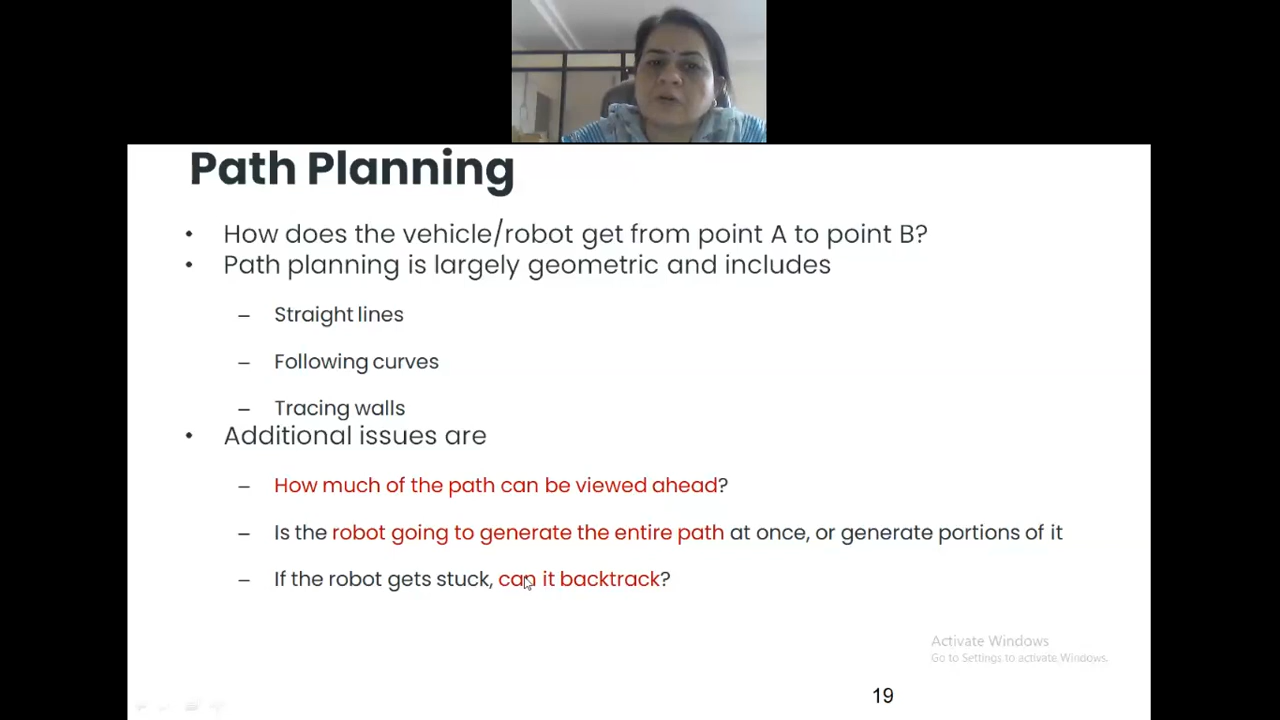 Path Planning
• How does the vehicle/robot get from point A to point B?
• Path planning is largely geometric and includes
– Straight lines
– Following curves
– Tracing walls
• Additional issues are
– How much of the path can be viewed ahead?
– Is the robot going to generate the entire path at once, or generate portions of it
– If the robot gets stuck, can it backtrack?
Activate Windows
Go to Settings to activate Windows.
19